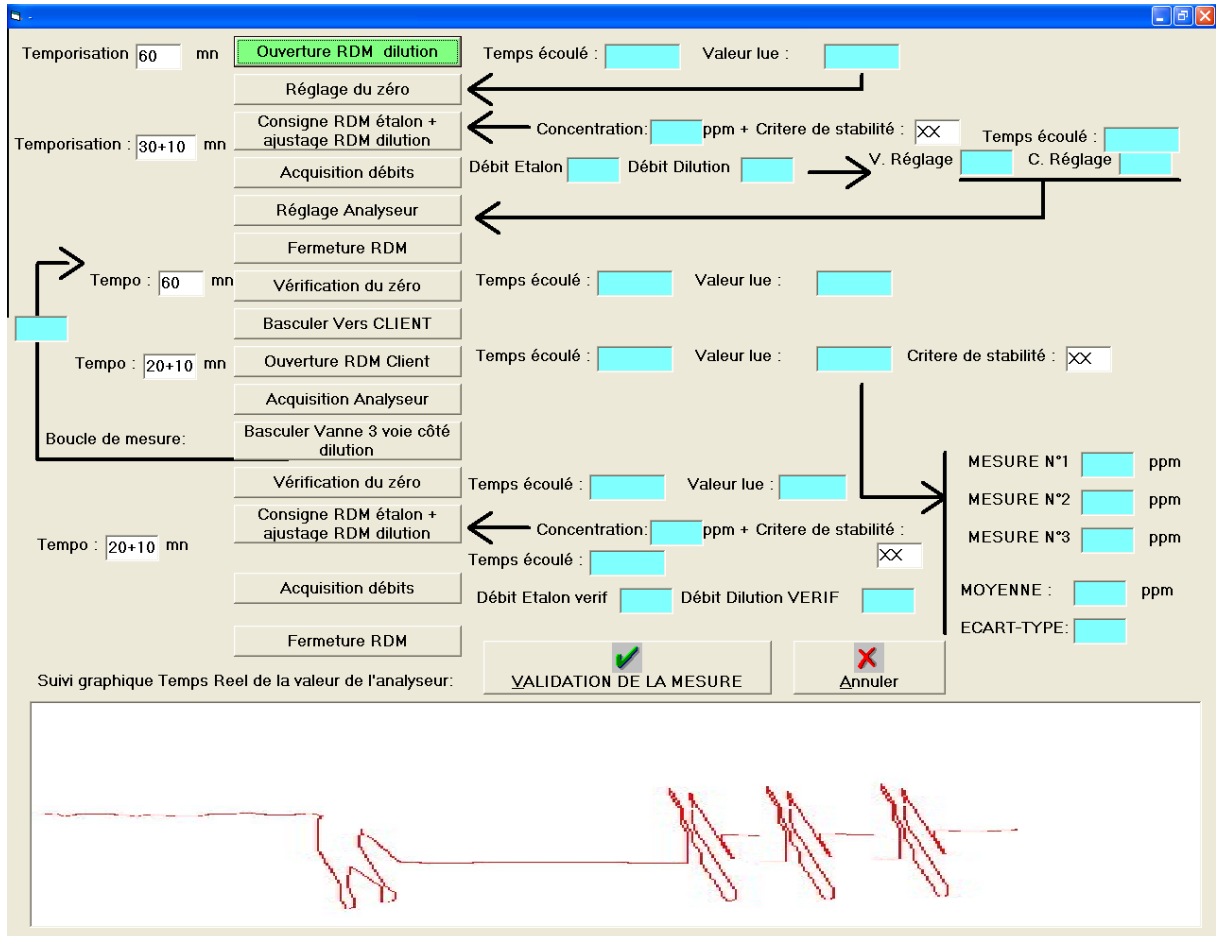 -
Temporisation 60 mn Ouverture RDM dilution Temps écoulé : Valeur lue :
Réglage du zéro
Consigne RDM étalon +
ajustage RDM dilution
Concentration: ppm + Critere de stabilité : XX
Temporisation : 30+10 mn
Temps écoulé :
Acquisition débits Débit Etalon Débit Dilution V. Réglage C. Réglage
Réglage Analyseur
Fermeture RDM
Tempo : 60 mn Vérification du zéro Temps écoulé : Valeur lue :
Basculer Vers CLIENT
Tempo : 20+10 mn Ouverture RDM Client Temps écoulé : Valeur lue : Critere de stabilité : XX
Acquisition Analyseur
Boucle de mesure: Basculer Vanne 3 voie côté
dilution
MESURE N°1 ppm
Vérification du zéro Temps écoulé : Valeur lue :
MESURE N°2 ppm
Consigne RDM étalon +
ajustage RDM dilution
Concentration: ppm + Critere de stabilité :
XX
MESURE N°3 ppm
Tempo : 20+10 mn
Temps écoulé :
Acquisition débits Débit Etalon verif Débit Dilution VERIF
MOYENNE : ppm
ECART-TYPE:
Fermeture RDM
VALIDATION DE LA MESURE Annuler
Suivi graphique Temps Reel de la valeur de l'analyseur: